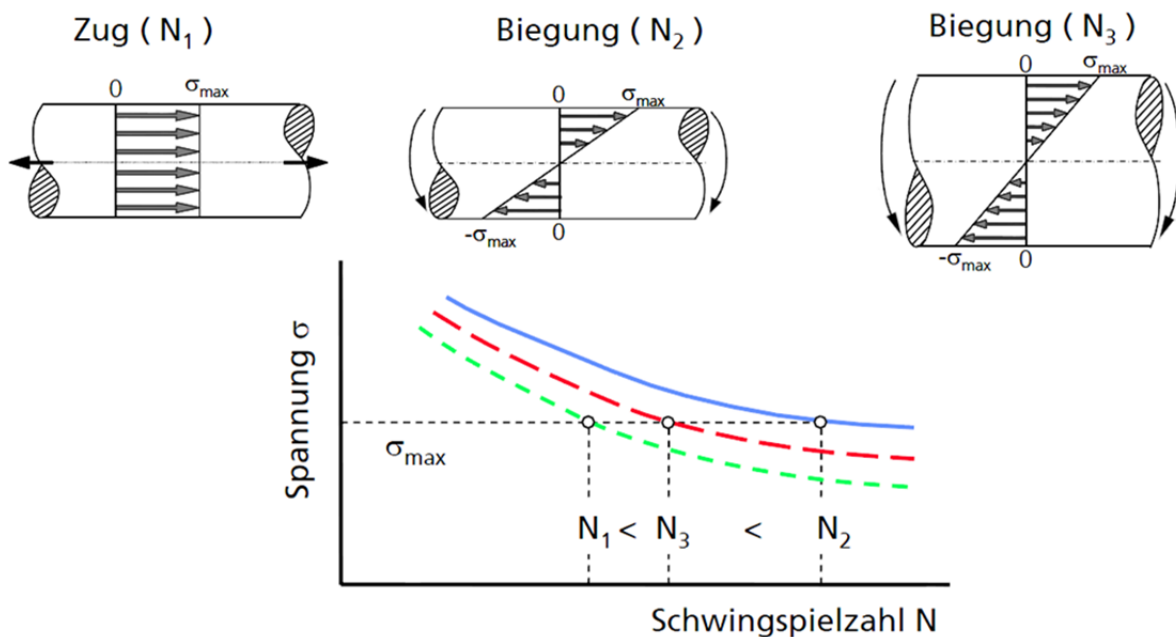 Zug ( N₁ )
0 σmax
Biegung ( N₂ )
0 σmax
-σmax 0
Biegung ( N₃ )
0 σmax
-σmax 0
Spannung σ
σmax
N₁ < N₃ < N₂
Schwingspielzahl N